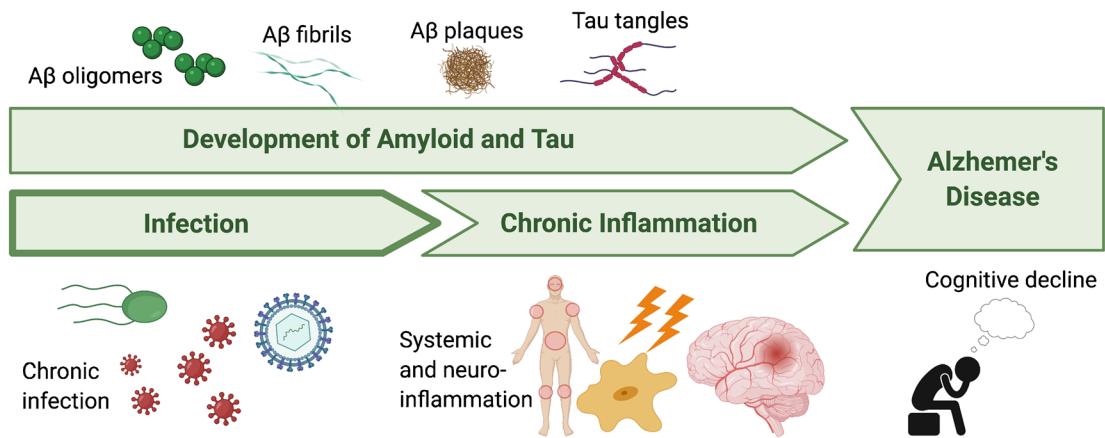 Aβ oligomers
Aβ fibrils
Aβ plaques
Tau tangles
Development of Amyloid and Tau
Alzhemer's
Disease
Infection
Chronic Inflammation
Chronic
infection
Systemic
and neuro-
inflammation
Cognitive decline